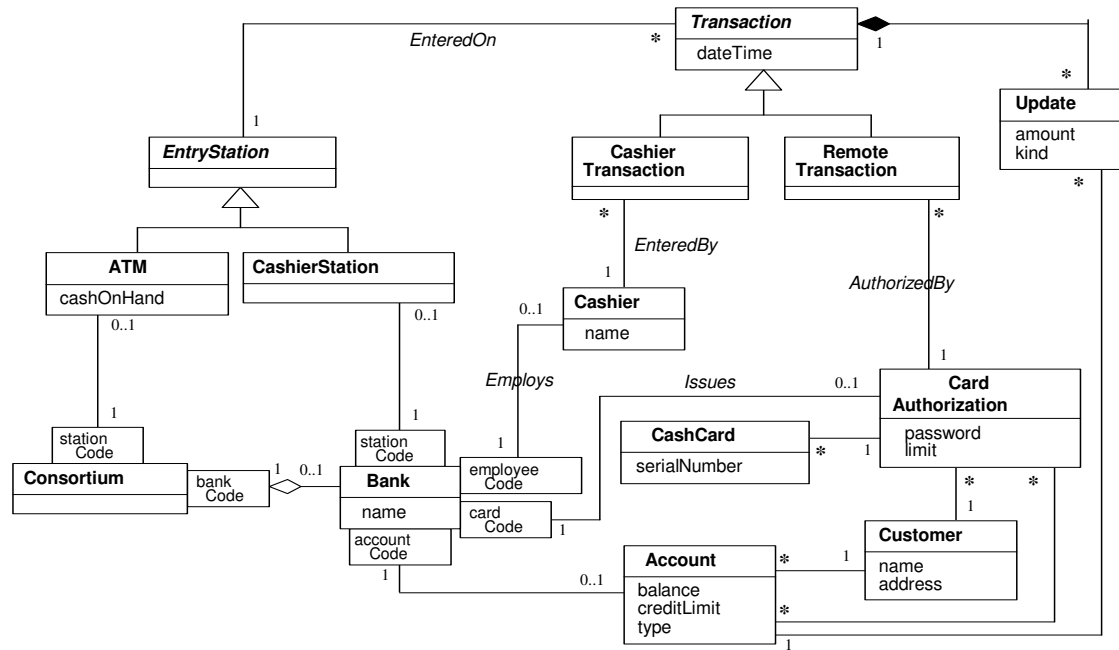 Transaction
dateTime
EnteredOn
*
1
*
Update
amount
kind
*
1
EntryStation
Cashier
Transaction
*
Remote
Transaction
*
EnteredBy
1
AuthorizedBy
1
ATM
cashOnHand
0..1
CashierStation
0..1
Cashier
name
0..1
Employs
1
Issues
0..1
Card
Authorization
password
limit
1
*
*
CashCard
serialNumber
*
1
station
Code
Consortium
bank
Code
1
0..1
1
station
Code
Bank
name
employee
Code
card
Code
1
account
Code
1
0..1
Account
balance
creditLimit
type
*
1
*
1
1
Customer
name
address